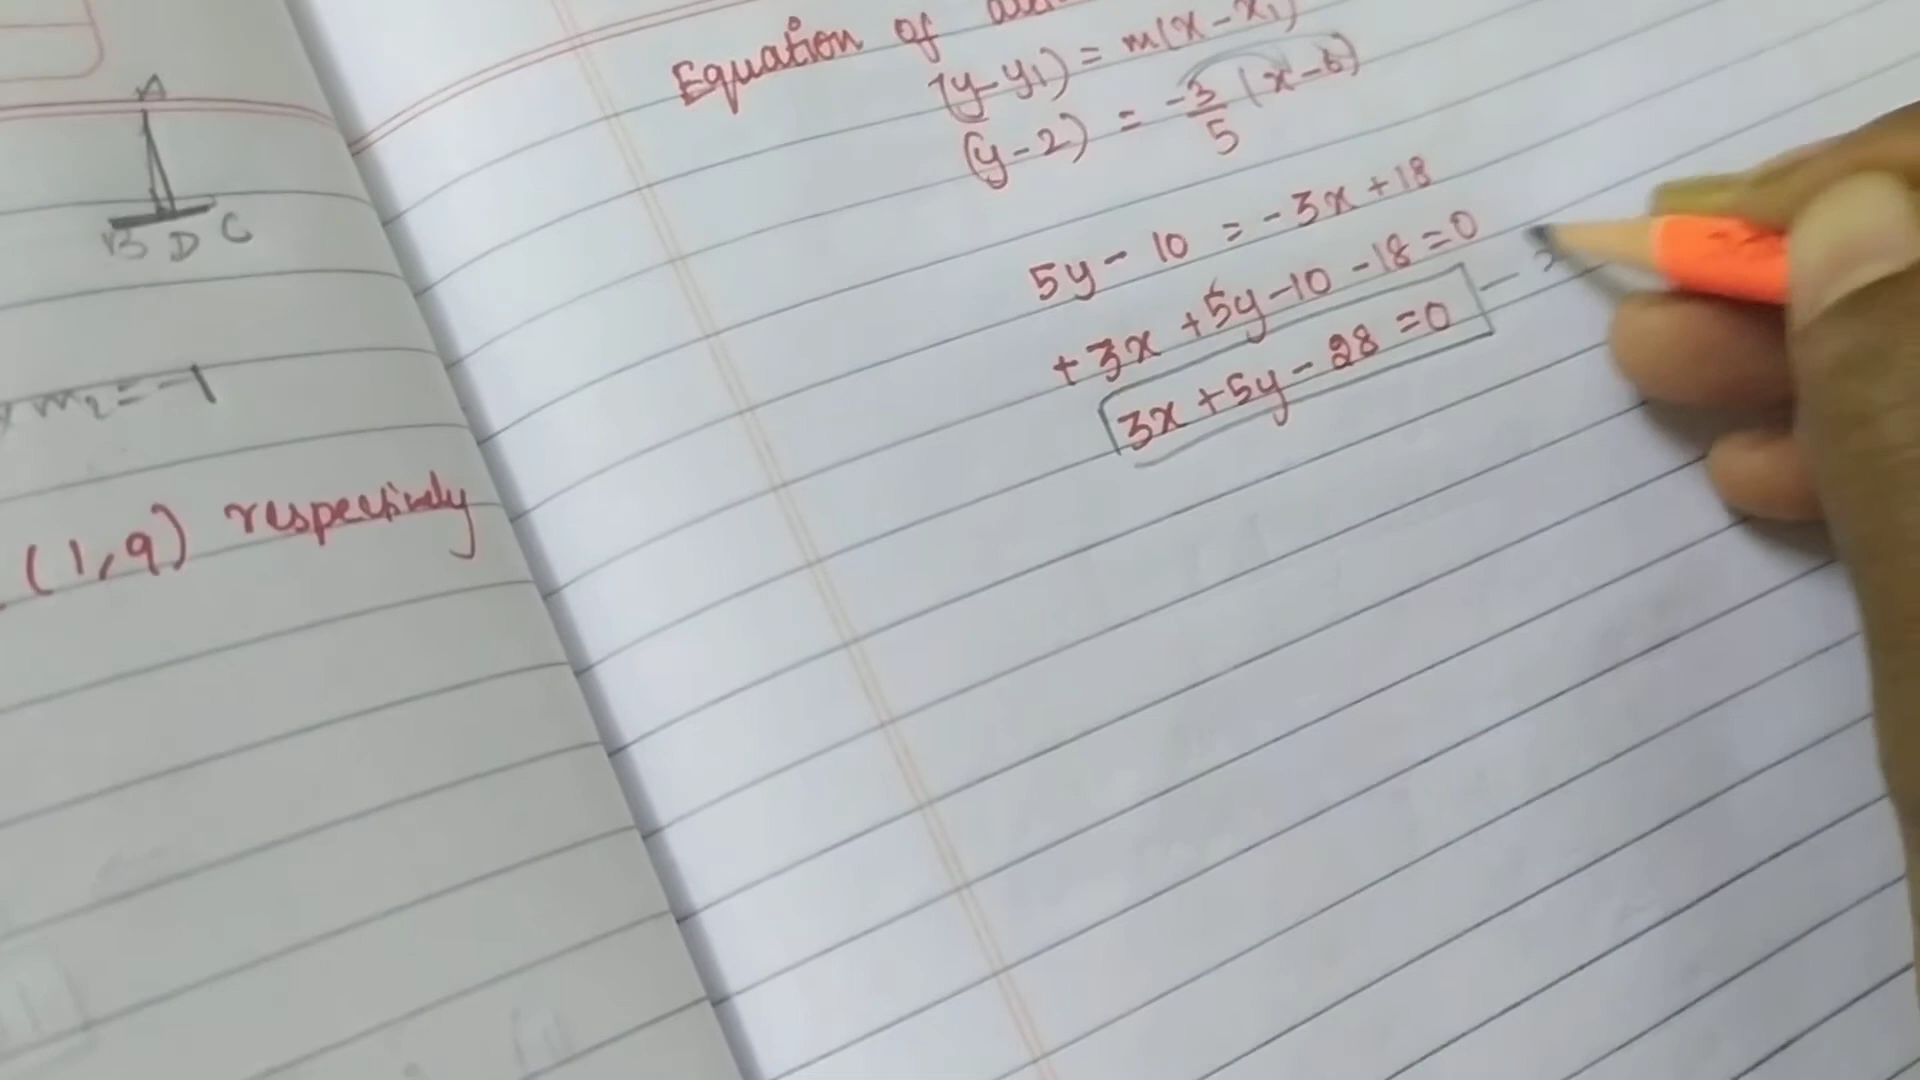 A
B D C
m₂ = -1
(1,9) respectively
Equation of
(y-y₁) = m(x-x₁)
(y-2) = -3/5 (x-6)
5y - 10 = -3x + 18
+3x + 5y - 10 - 18 = 0
3x + 5y - 28 = 0